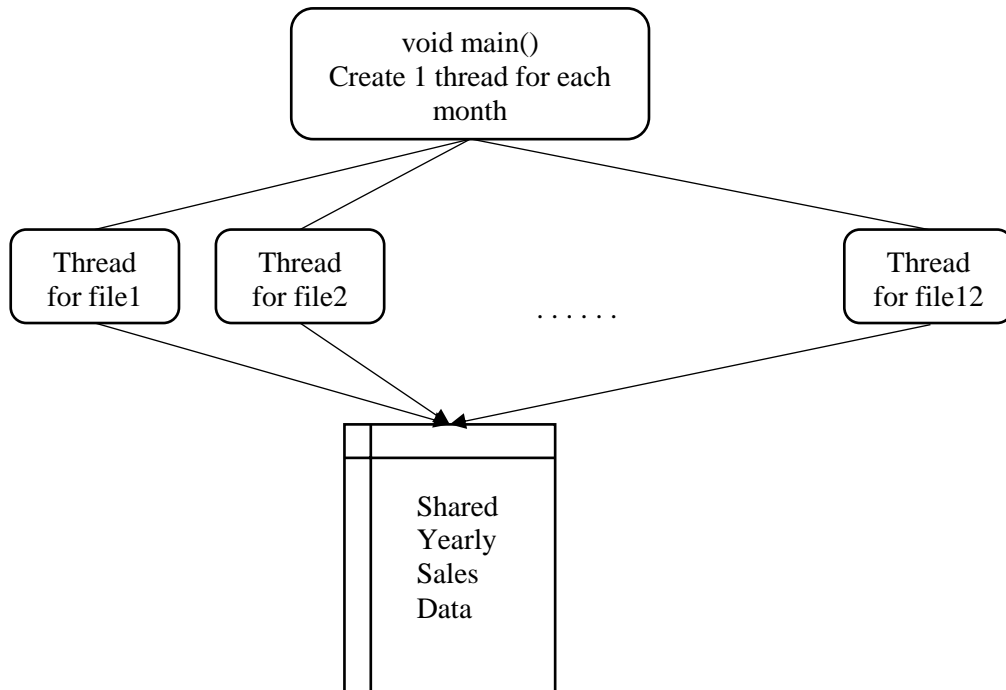 void main()
Create 1 thread for each
month
Thread
for file1
Thread
for file2
. . . . . .
Thread
for file12
Shared
Yearly
Sales
Data